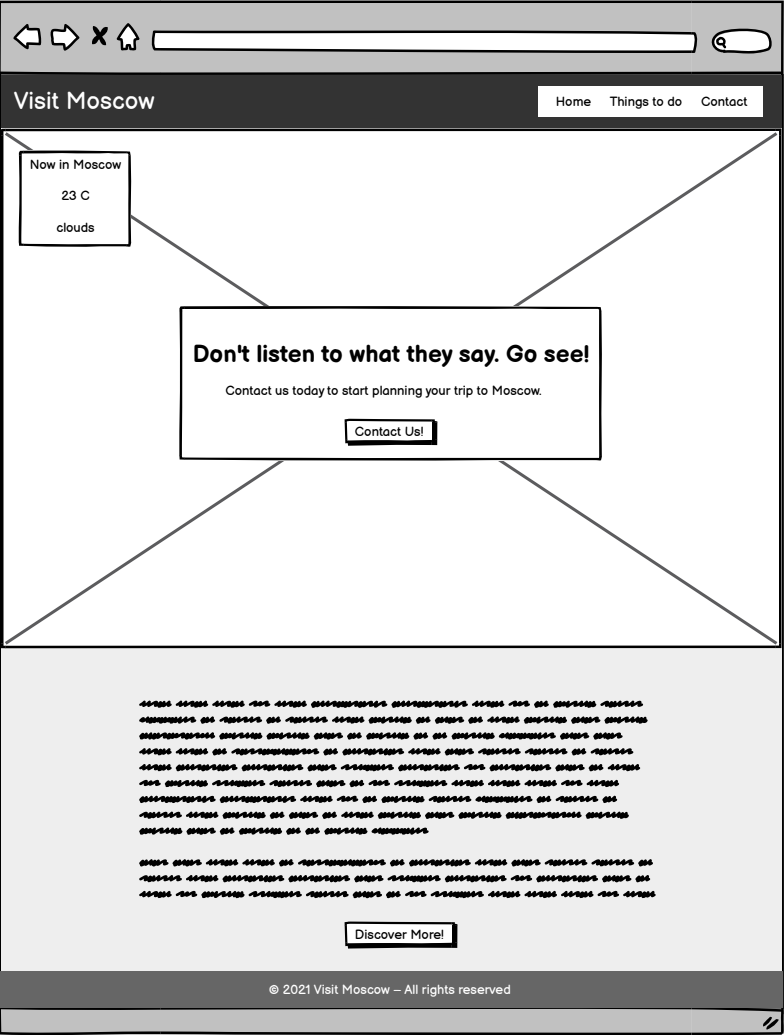 Visit Moscow
Home Things to do Contact
Now in Moscow
23 C
clouds
Don't listen to what they say. Go see!
Contact us today to start planning your trip to Moscow.
Contact Us!
Discover More!
© 2021 Visit Moscow – All rights reserved